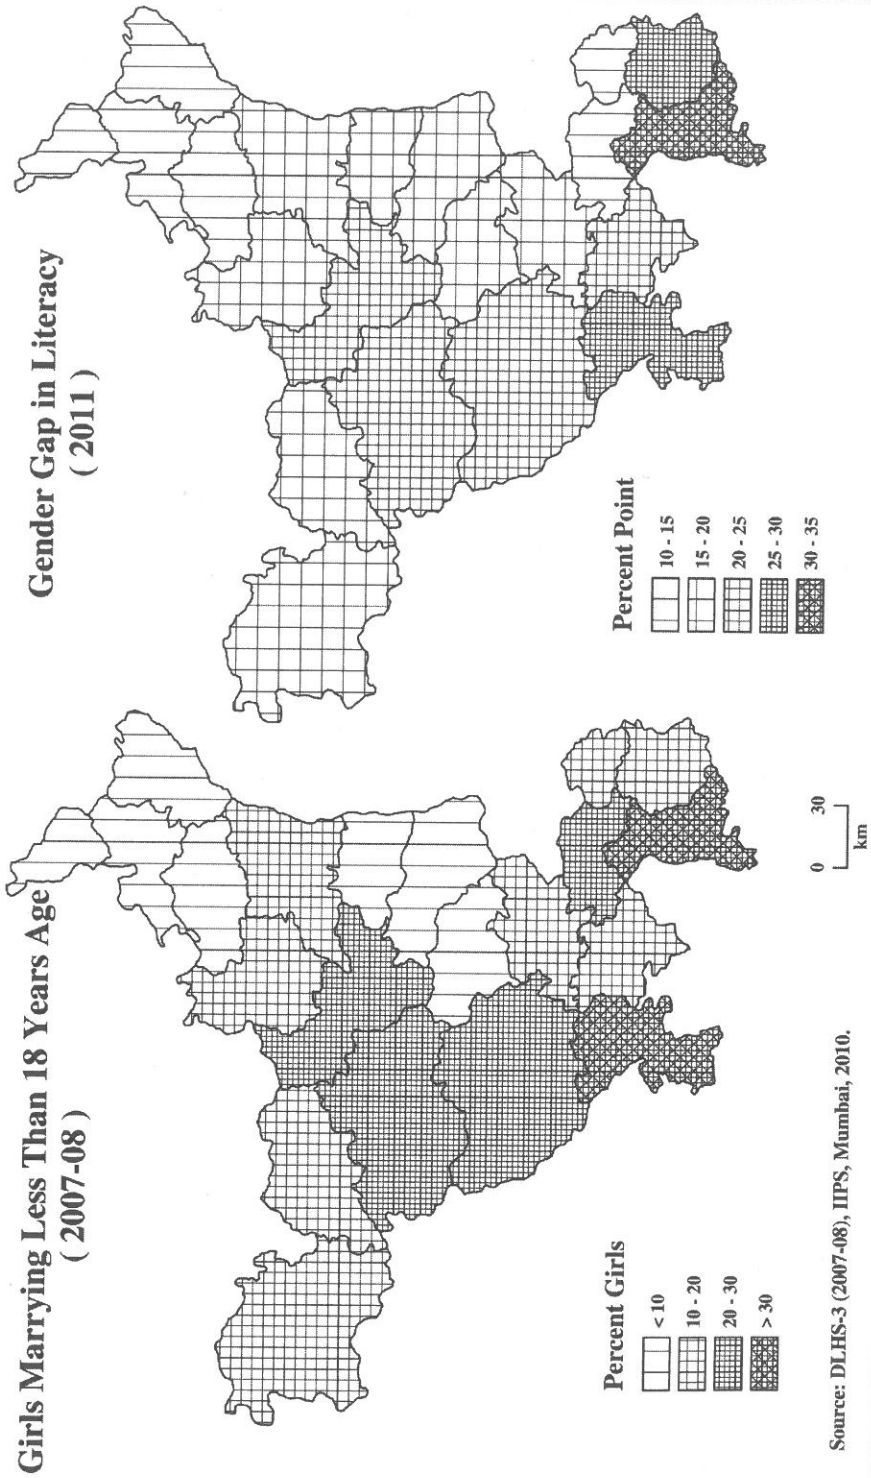 Girls Marrying Less Than 18 Years Age
( 2007-08 )
Percent Girls
< 10
10 - 20
20 - 30
> 30
Source: DLHS-3 (2007-08), IIPS, Mumbai, 2010.
0 30
km
Gender Gap in Literacy
( 2011 )
Percent Point
10 - 15
15 - 20
20 - 25
25 - 30
30 - 35